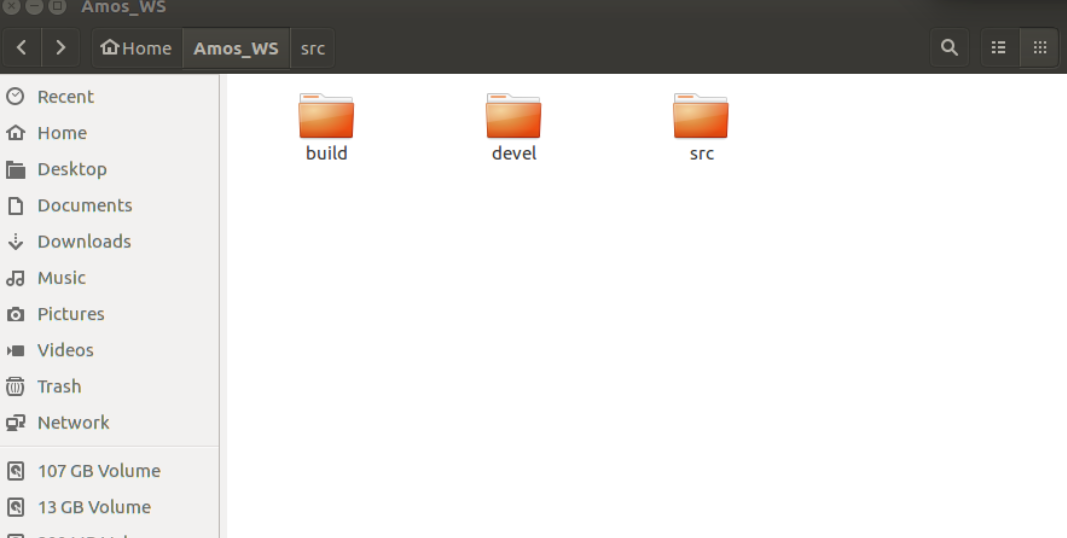 Amos_WS
Home Amos_WS src
Recent
Home
Desktop
Documents
Downloads
Music
Pictures
Videos
Trash
Network
107 GB Volume
13 GB Volume
build devel src